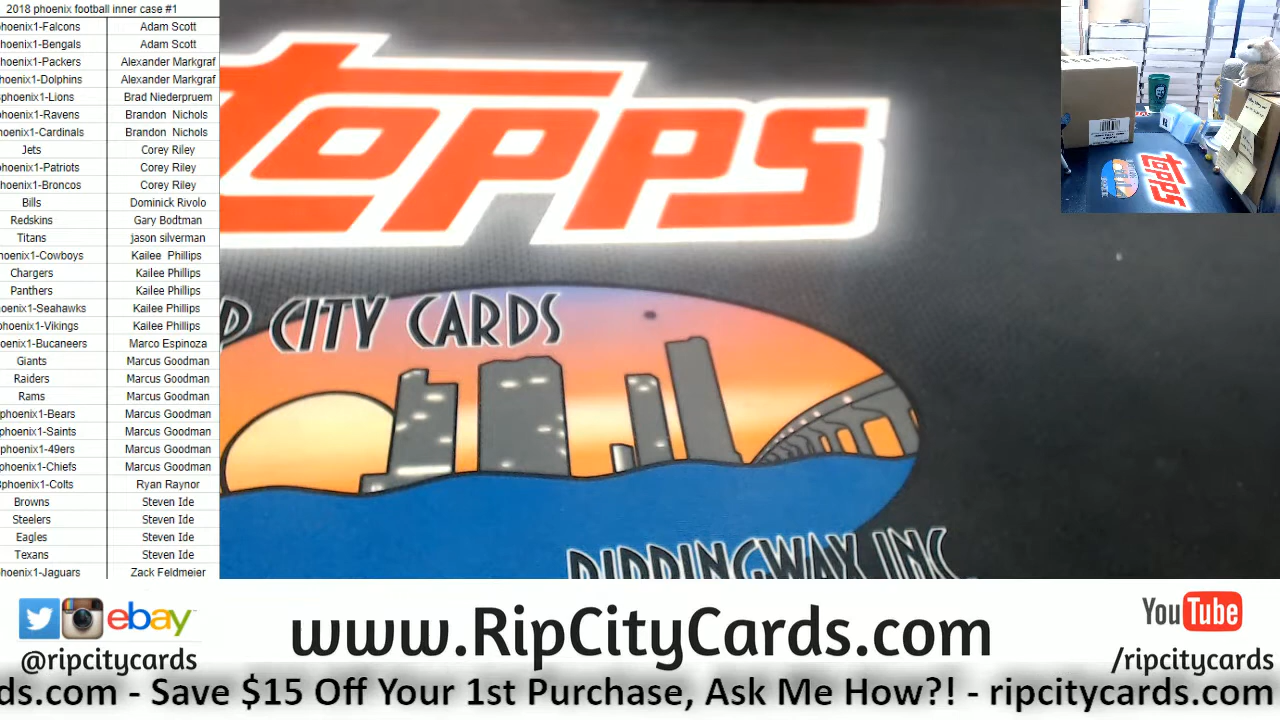 2018 phoenix football inner case #1
hoenix1-Falcons Adam Scott
hoenix1-Bengals Adam Scott
phoenix1-Packers Alexander Markgraf
hoenix1-Dolphins Alexander Markgraf
phoenix1-Lions Brad Niederpruem
hoenix1-Ravens Brandon Nichols
oenix1-Cardinals Brandon Nichols
Jets Corey Riley
phoenix1-Patriots Corey Riley
hoenix1-Broncos Corey Riley
Bills Dominick Rivolo
Redskins Gary Bodtman
Titans jason silverman
hoenix1-Cowboys Kailee Phillips
Chargers Kailee Phillips
Panthers Kailee Phillips
oenix1-Seahawks Kailee Phillips
phoenix1-Vikings Kailee Phillips
oenix1-Bucaneers Marco Espinoza
Giants Marcus Goodman
Raiders Marcus Goodman
Rams Marcus Goodman
phoenix1-Bears Marcus Goodman
phoenix1-Saints Marcus Goodman
phoenix1-49ers Marcus Goodman
phoenix1-Chiefs Marcus Goodman
3phoenix1-Colts Ryan Raynor
Browns Steven Ide
Steelers Steven Ide
Eagles Steven Ide
Texans Steven Ide
hoenix1-Jaguars Zack Feldmeier
topps
P CITY CARDS
RIPPINGWAX INC.
topps
ebay
@ripcitycards
www.RipCityCards.com
YouTube
/ripcitycards
ds.com - Save $15 Off Your 1st Purchase, Ask Me How?! - ripcitycards.com